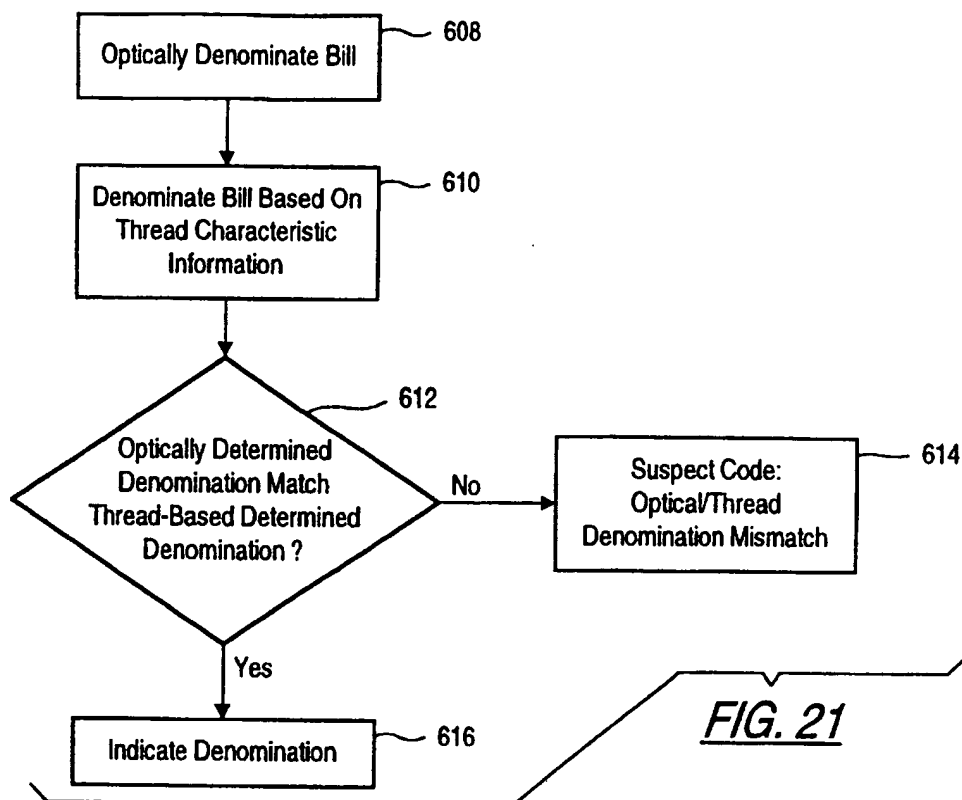 Optically Denominate Bill
608
Denominate Bill Based On
Thread Characteristic
Information
610
612
Optically Determined
Denomination Match
Thread-Based Determined
Denomination ?
No
Suspect Code:
Optical/Thread
Denomination Mismatch
614
Yes
Indicate Denomination
616
FIG. 21